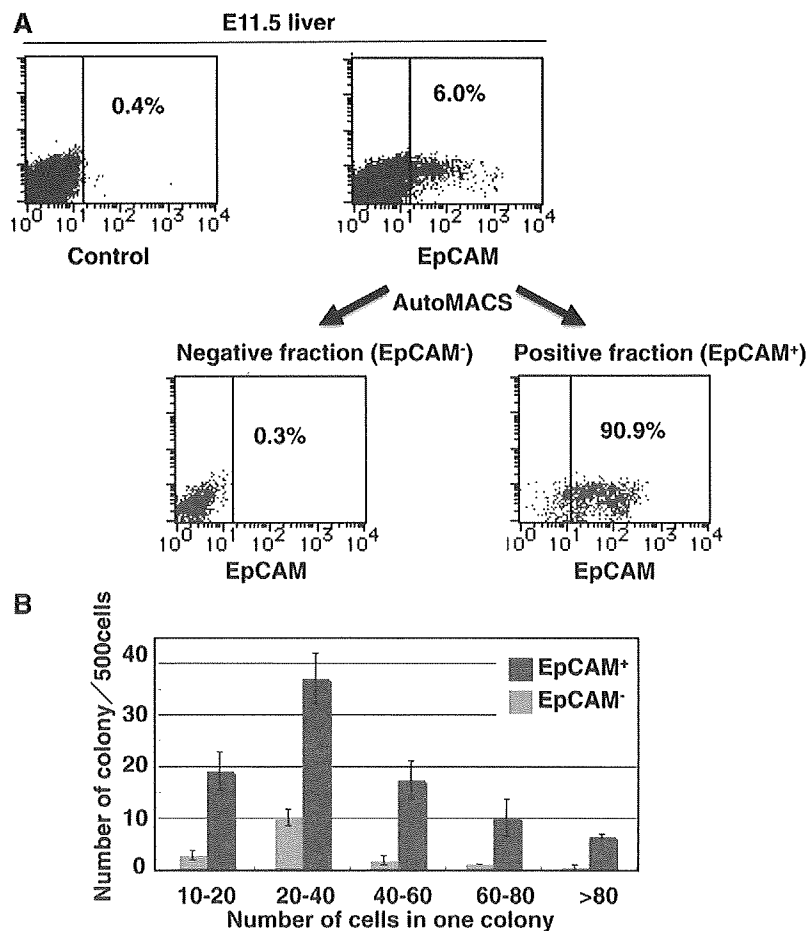 A
E11.5 liver
0.4%
6.0%
10⁰ 10¹ 10² 10³ 10⁴
10⁰ 10¹ 10² 10³ 10⁴
Control
EpCAM
AutoMACS
Negative fraction (EpCAM⁻)
Positive fraction (EpCAM⁺)
0.3%
90.9%
10⁰ 10¹ 10² 10³ 10⁴
10⁰ 10¹ 10² 10³ 10⁴
EpCAM
EpCAM
B
Number of colony/500cells
40
30
20
10
0
EpCAM⁺
EpCAM⁻
10-20 20-40 40-60 60-80 >80
Number of cells in one colony